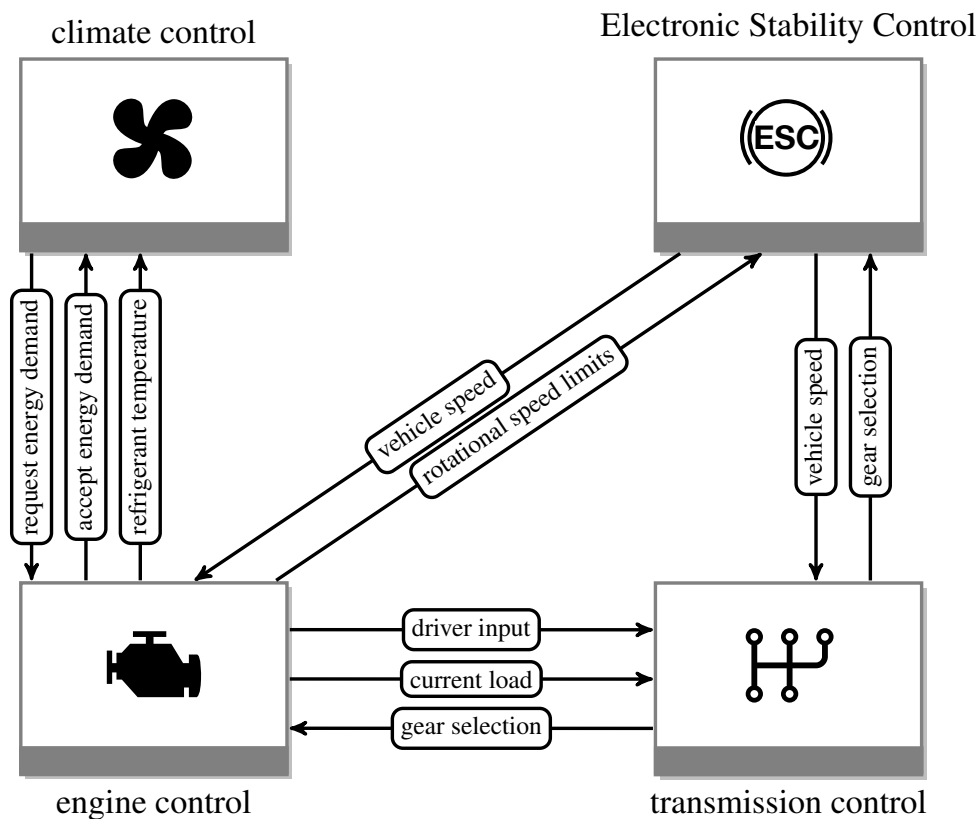 climate control
Electronic Stability Control
ESC
request energy demand
accept energy demand
refrigerant temperature
vehicle speed
rotational speed limits
vehicle speed
gear selection
driver input
current load
gear selection
engine control
transmission control